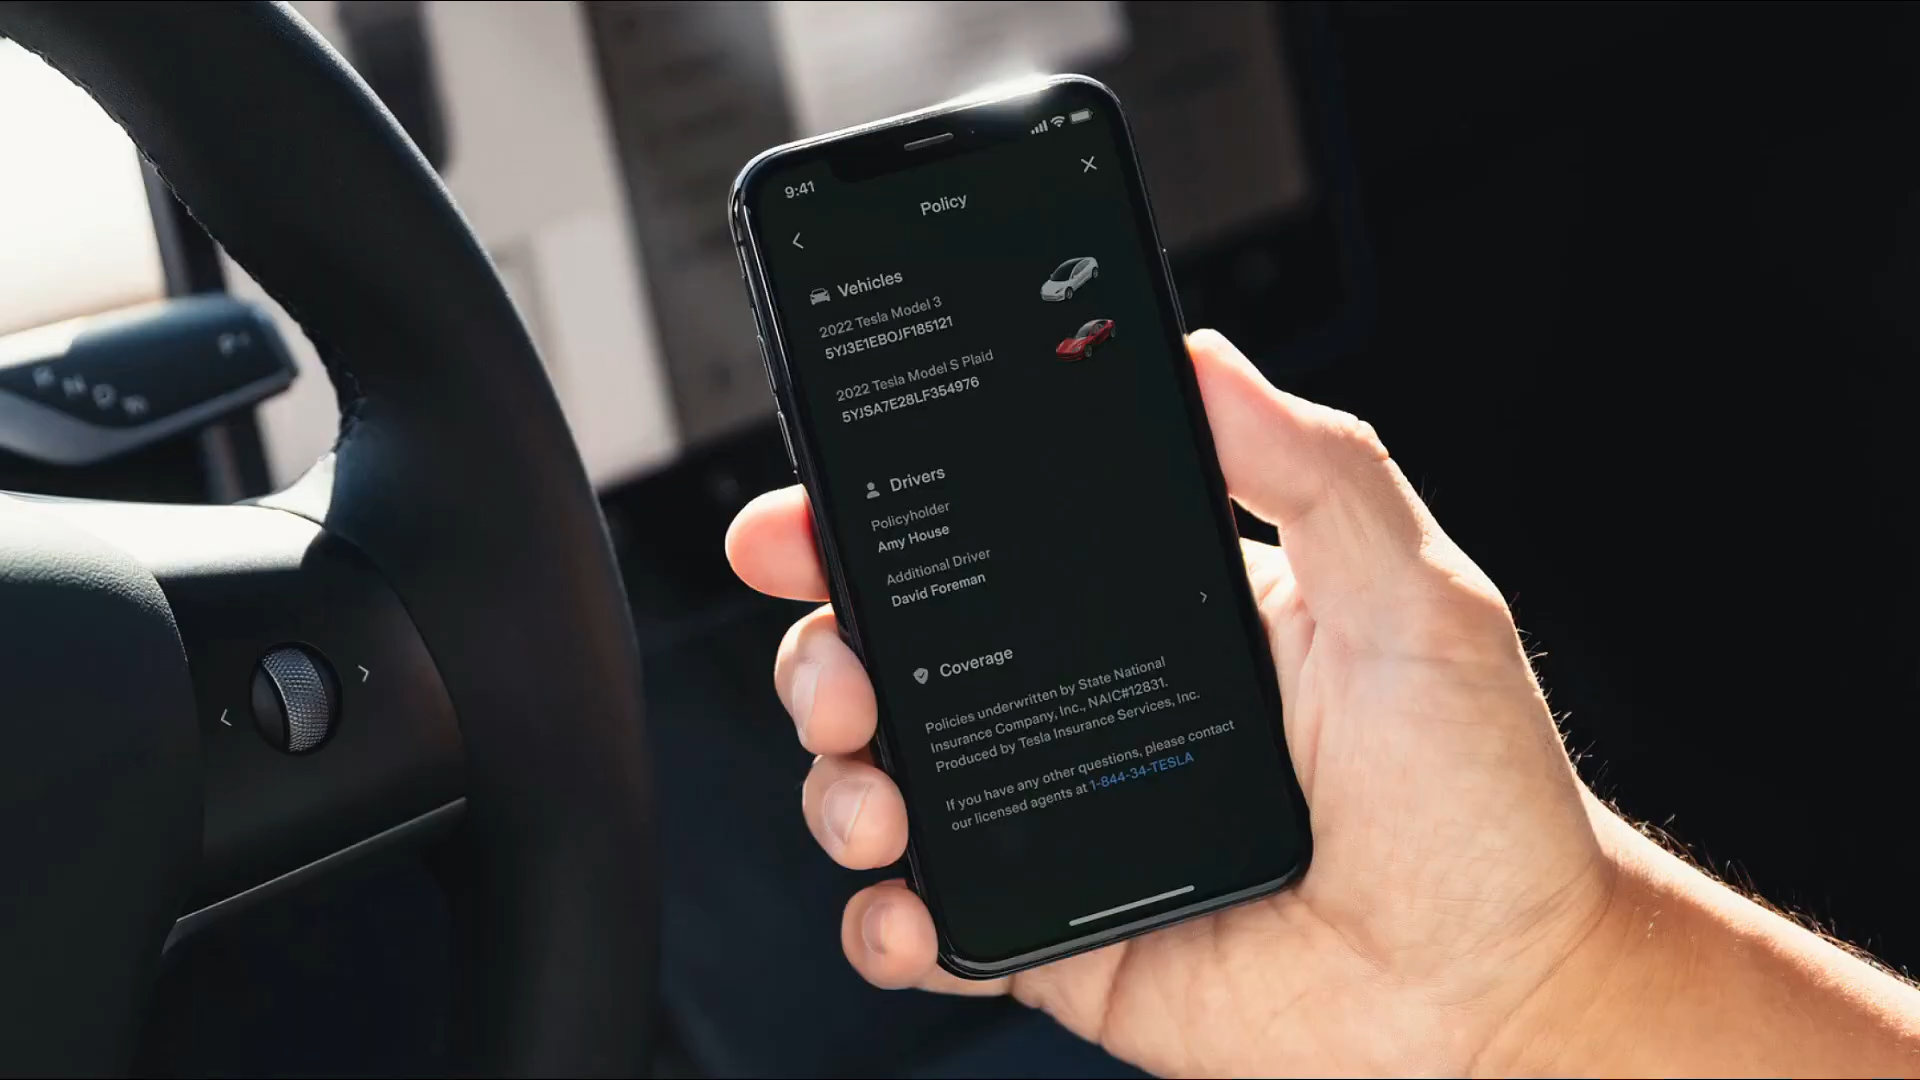 9:41
Policy
Vehicles
2022 Tesla Model 3
5YJ3E1EBOJF185121
2022 Tesla Model S Plaid
5YJSA7E28LF354976
Drivers
Policyholder
Amy House
Additional Driver
David Foreman
Coverage
Policies underwritten by State National
Insurance Company, Inc., NAIC#12831.
Produced by Tesla Insurance Services, Inc.
If you have any other questions, please contact
our licensed agents at 1-844-34-TESLA